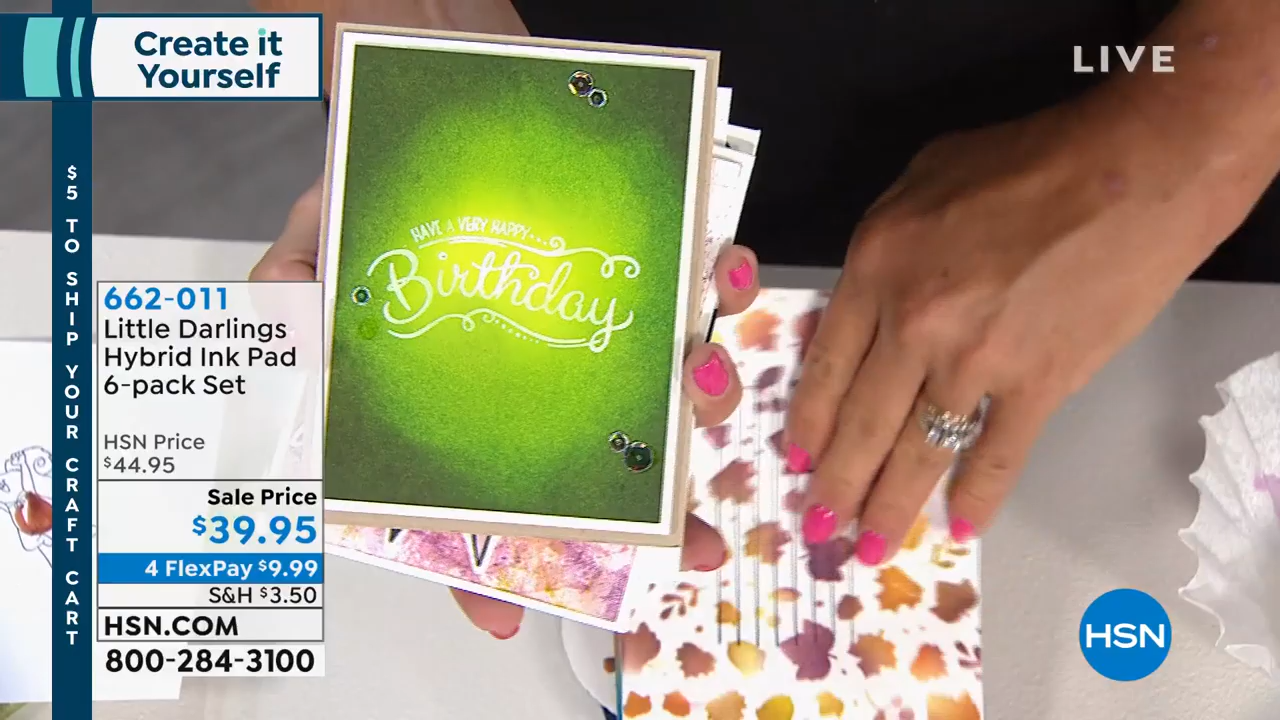 Create it
Yourself
LIVE
$5 TO SHIP YOUR CRAFT CART
662-011
Little Darlings
Hybrid Ink Pad
6-pack Set
HSN Price
$44.95
Sale Price
$39.95
4 FlexPay $9.99
S&H $3.50
HSN.COM
800-284-3100
HAVE A VERY HAPPY...
Birthday
HSN